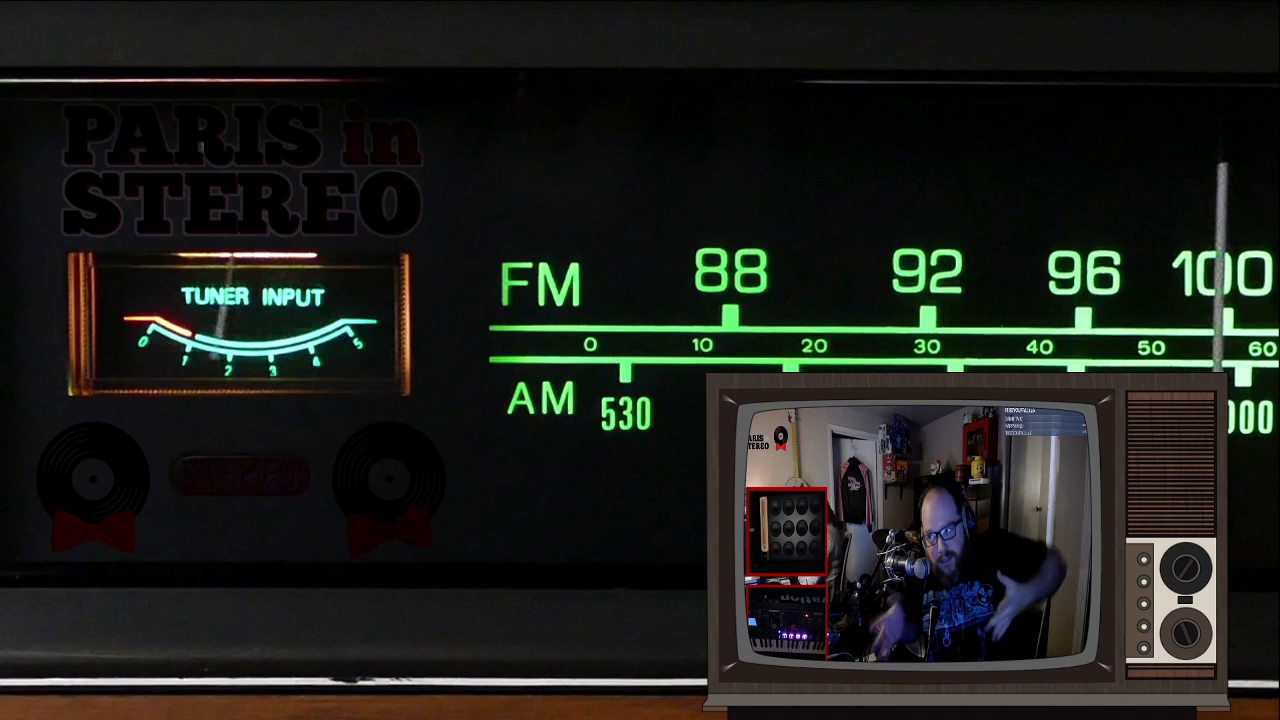 PARIS in
STEREO
TUNER INPUT
0 1 2 3 4 5
FM 88 92 96 100
0 10 20 30 40 50 60
AM 530
STEREO